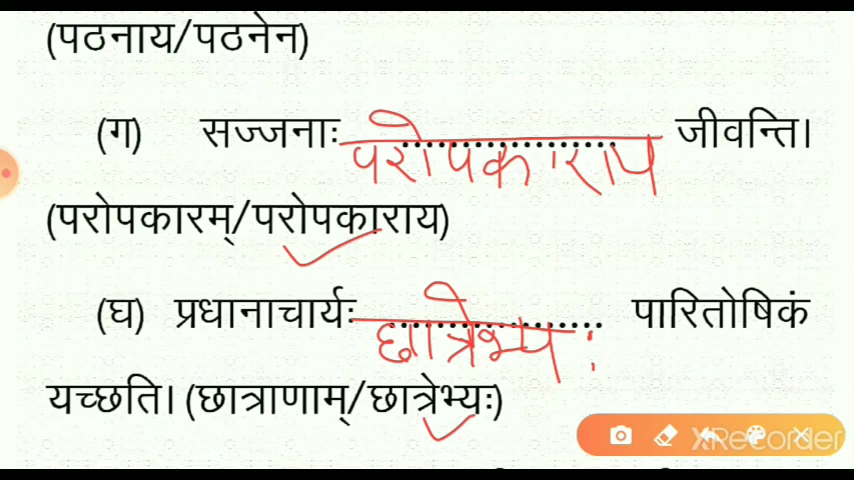 (पठनाय/पठनेन)
(ग) सज्जनाः परोपकाराय जीवन्ति।
(परोपकारम्/परोपकाराय)
(घ) प्रधानाचार्यः छात्रेभ्यः पारितोषिकं
यच्छति। (छात्राणाम्/छात्रेभ्यः)
XRecorder